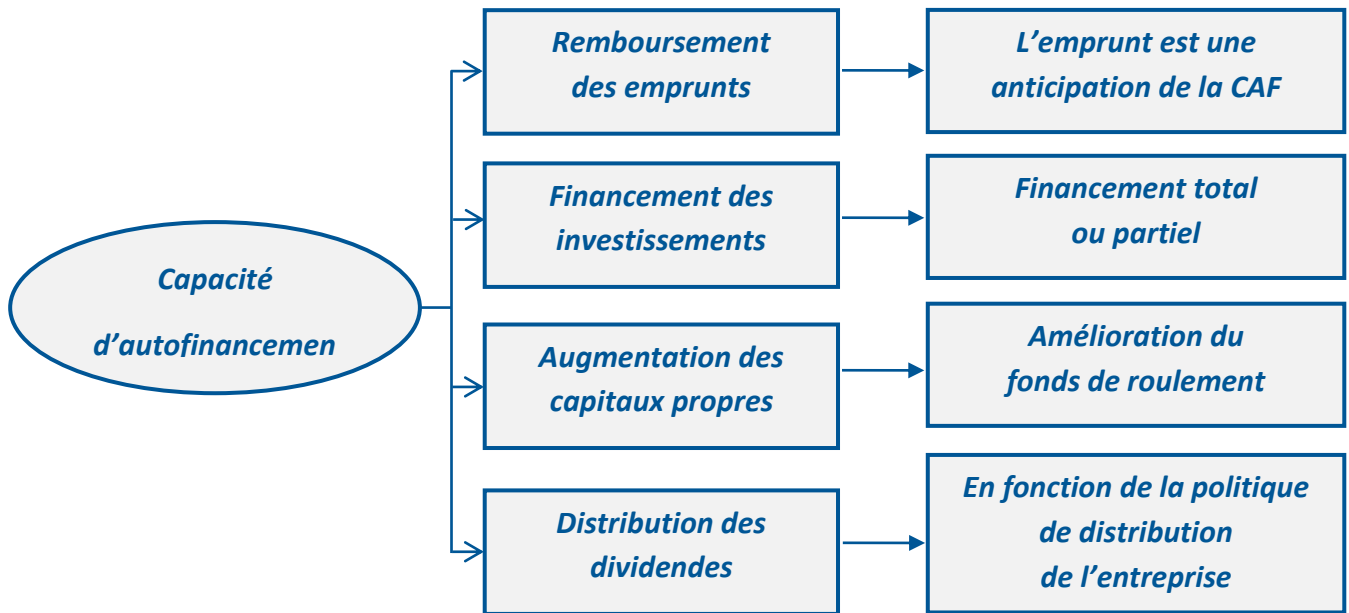 Capacité
d’autofinancemen
Remboursement
des emprunts
L’emprunt est une
anticipation de la CAF
Financement des
investissements
Financement total
ou partiel
Augmentation des
capitaux propres
Amélioration du
fonds de roulement
Distribution des
dividendes
En fonction de la politique
de distribution
de l’entreprise